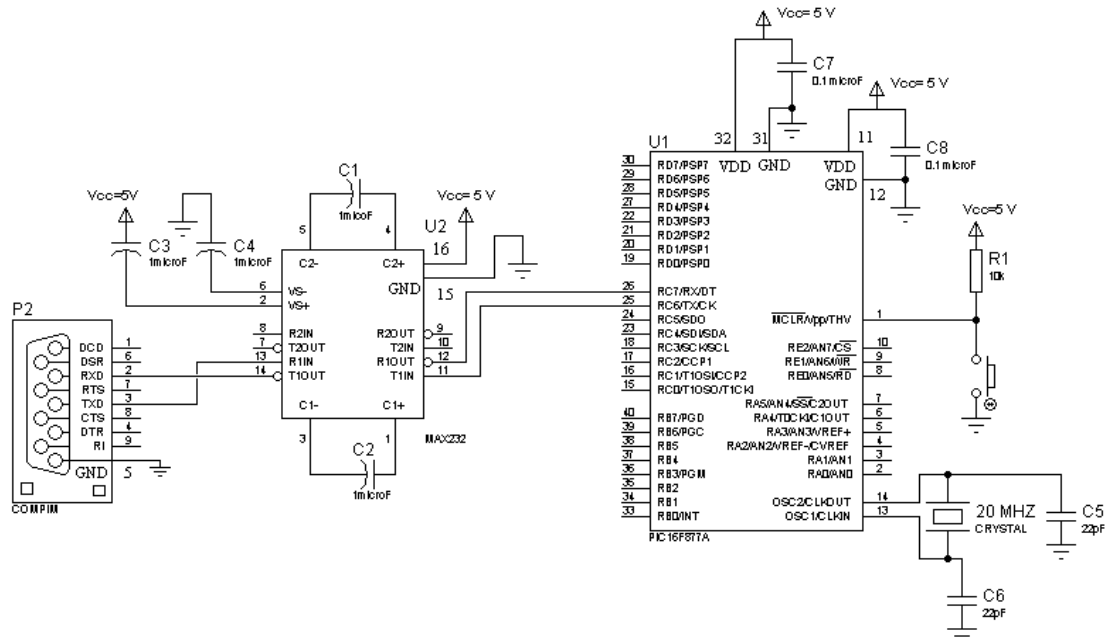 Vcc= 5 V
C7
0.1microF
Vcc= 5 V
U1
32
31
11
C8
0.1microF
VDD
GND
VDD
GND
12
30 RD7/PSP7
29 RD6/PSP6
28 RD5/PSP5
27 RD4/PSP4
22 RD3/PSP3
21 RD2/PSP2
20 RD1/PSP1
19 RD0/PSP0
26 RC7/RX/DT
25 RC6/TX/CK
24 RC5/SDO
23 RC4/SDI/SDA
18 RC3/SCK/SCL
17 RC2/CCP1
16 RC1/T1OSI/CCP2
15 RC0/T1OSO/T1CKI
40 RB7/PGD
39 RB6/PGC
38 RB5
37 RB4
36 RB3/PGM
35 RB2
34 RB1
33 RB0/INT
MCLR/Vpp/THV 1
RE2/AN7/CS 10
RE1/AN6/WR 9
RE0/AN5/RD 8
RA5/AN4/SS/C2OUT 7
RA4/T0CKI/C1OUT 6
RA3/AN3/VREF+ 5
RA2/AN2/VREF-/CVREF 4
RA1/AN1 3
RA0/AN0 2
OSC2/CLKOUT 14
OSC1/CLKIN 13
PIC16F877A
Vcc=5 V
R1
10k
20 MHZ
CRYSTAL
C5
22pF
C6
22pF
C1
1micoF
Vcc=5V
Vcc=5 V
C3
1microF
C4
1microF
5
4
U2
16
C2-
C2+
GND
15
6 VS-
2 VS+
8 R2IN
7 T2OUT
13 R1IN
14 T1OUT
R2OUT 9
T2IN 10
R1OUT 12
T1IN 11
C1-
C1+
3
1
MAX232
C2
1microF
P2
DCD 1
DSR 6
RXD 2
RTS 7
TXD 3
CTS 8
DTR 4
RI 9
GND 5
COMPIM